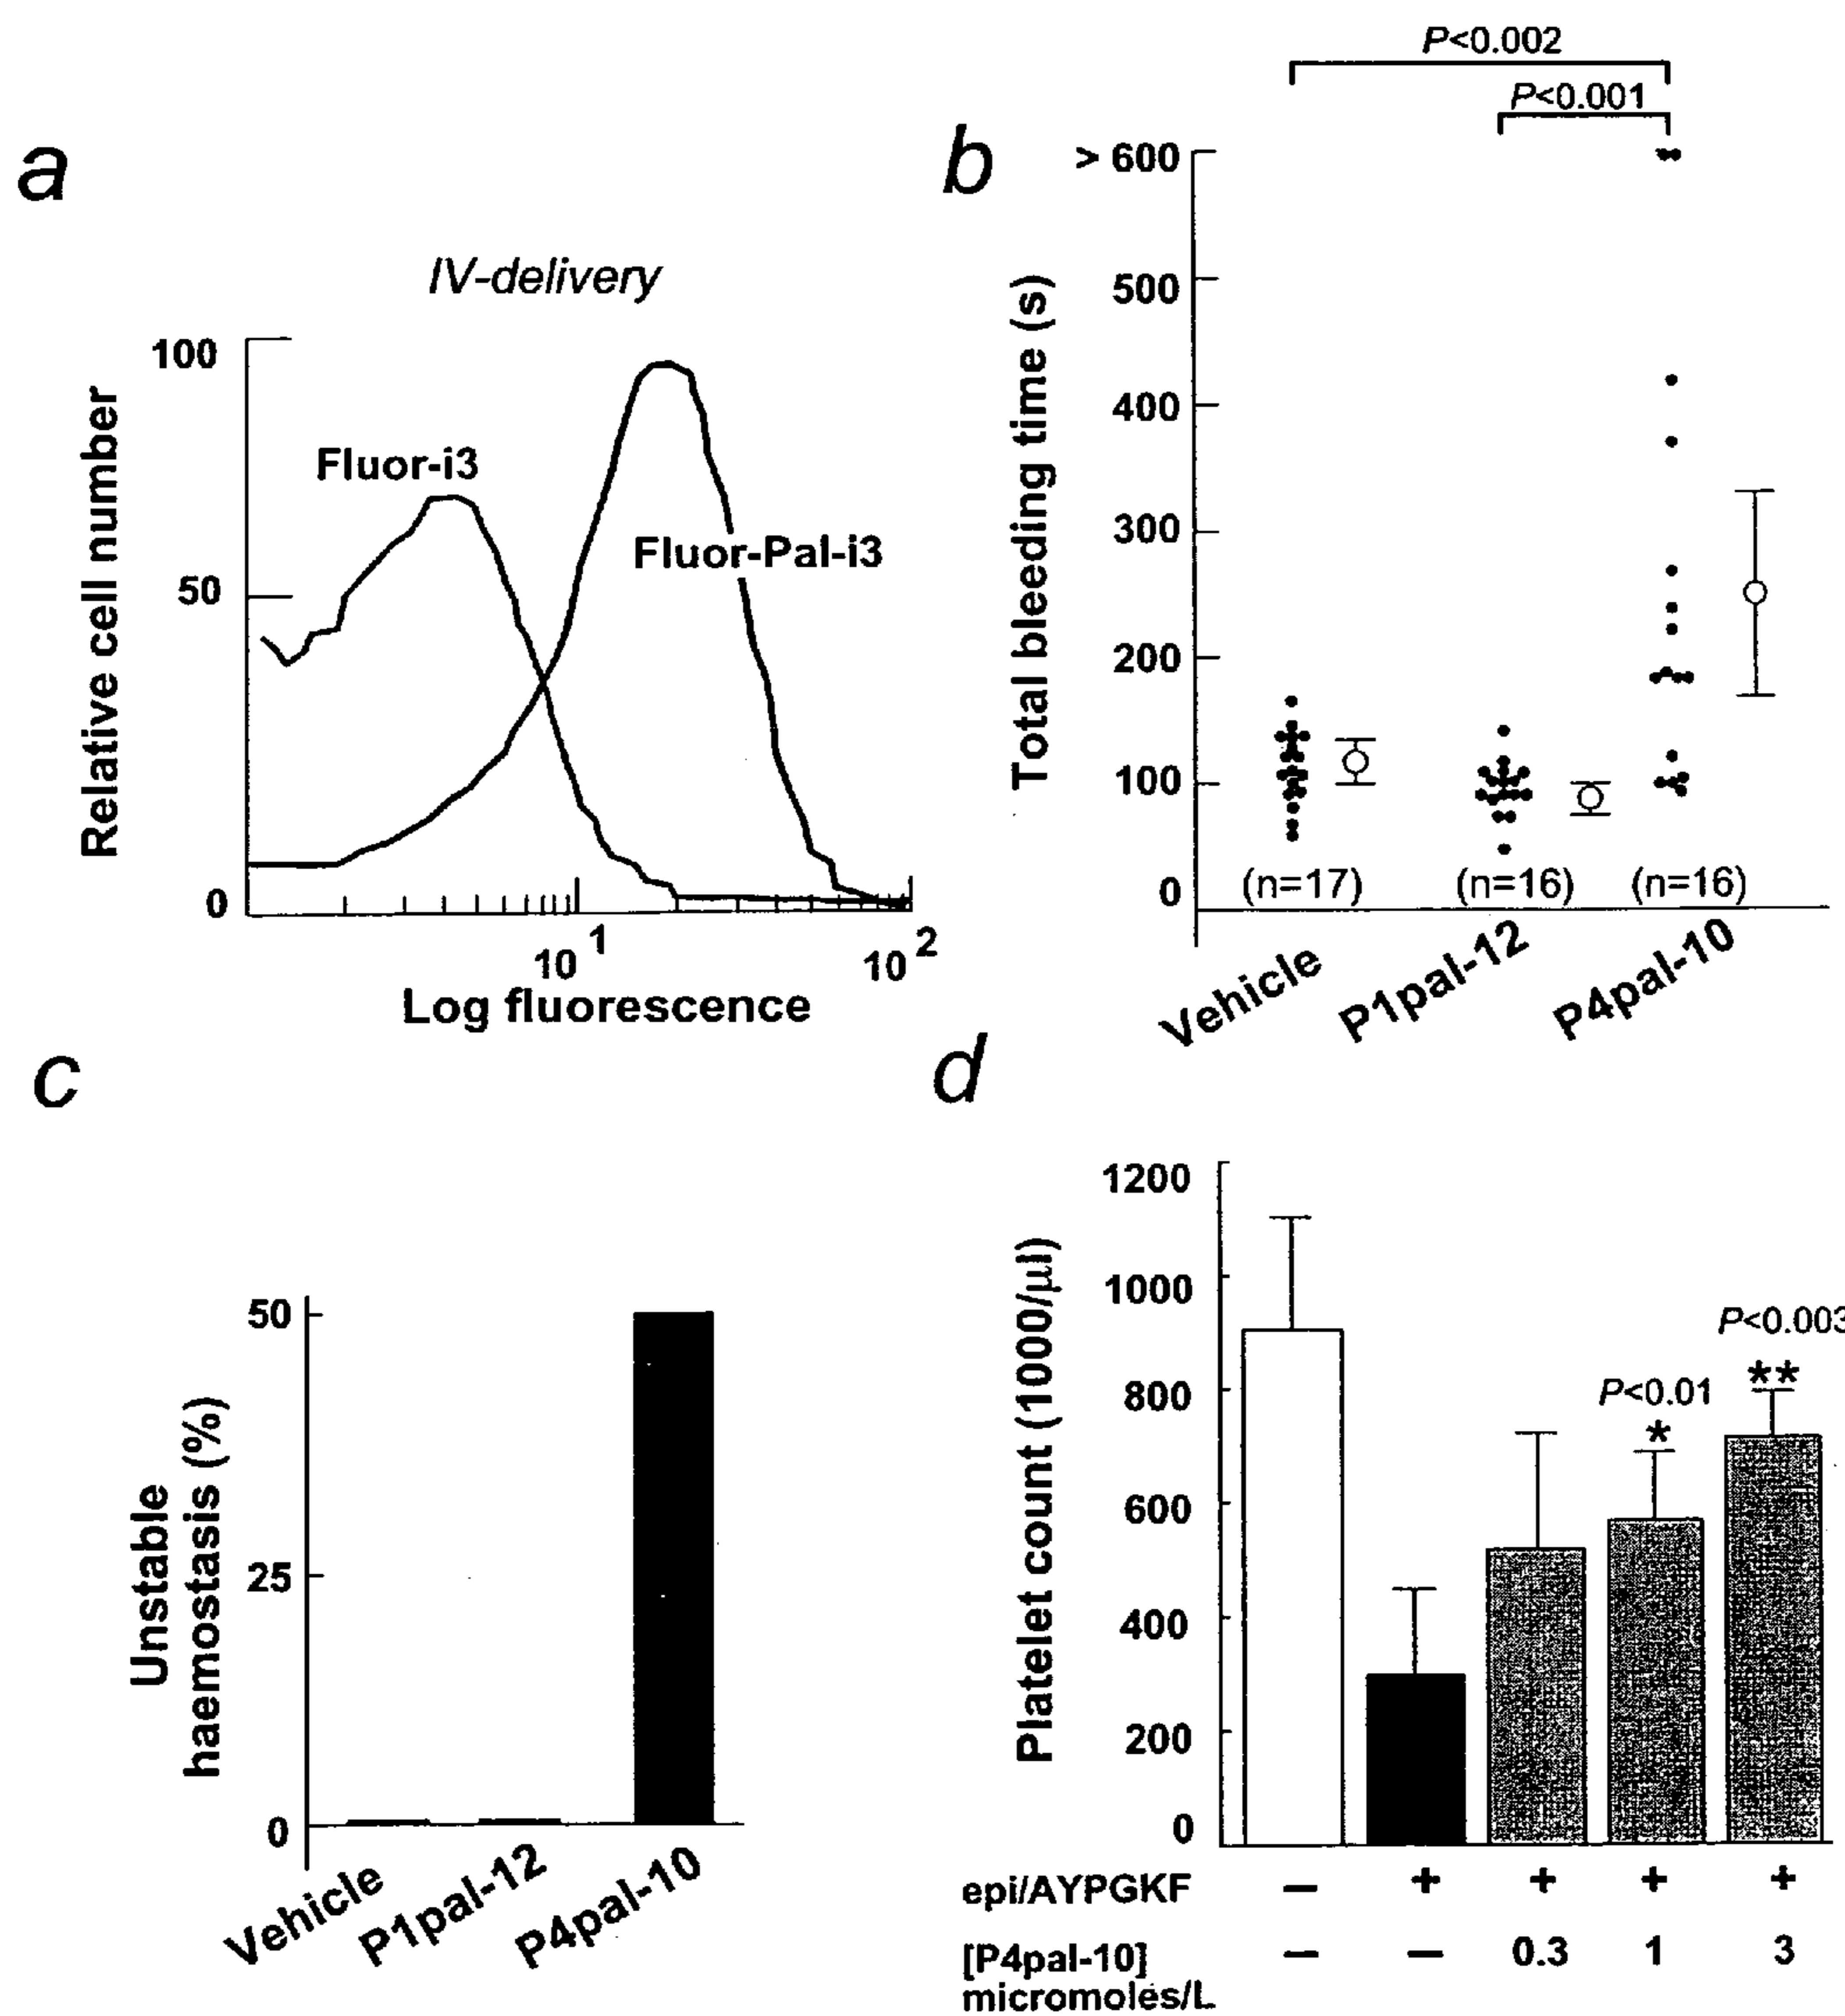 a
IV-delivery
Relative cell number
100
50
0
Fluor-i3
Fluor-Pal-i3
10 1
10 2
Log fluorescence
b
P<0.002
P<0.001
Total bleeding time (s)
> 600
500
400
300
200
100
0
(n=17) (n=16) (n=16)
Vehicle
P1pal-12
P4pal-10
c
Unstable
haemostasis (%)
50
25
0
Vehicle
P1pal-12
P4pal-10
d
Platelet count (1000/µl)
1200
1000
800
600
400
200
0
P<0.01
*
P<0.003
**
epi/AYPGKF – + + + +
[P4pal-10] – – 0.3 1 3
micromoles/L